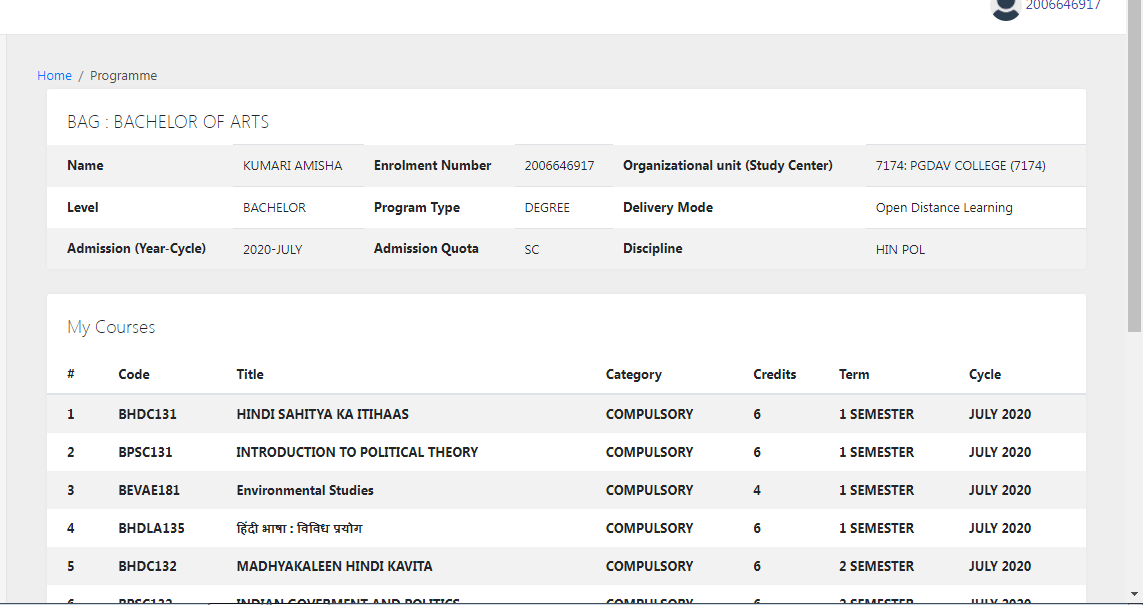 2006646917
Home / Programme
BAG : BACHELOR OF ARTS
Name KUMARI AMISHA Enrolment Number 2006646917 Organizational unit (Study Center) 7174: PGDAV COLLEGE (7174)
Level BACHELOR Program Type DEGREE Delivery Mode Open Distance Learning
Admission (Year-Cycle) 2020-JULY Admission Quota SC Discipline HIN POL
My Courses
# Code Title Category Credits Term Cycle
1 BHDC131 HINDI SAHITYA KA ITIHAAS COMPULSORY 6 1 SEMESTER JULY 2020
2 BPSC131 INTRODUCTION TO POLITICAL THEORY COMPULSORY 6 1 SEMESTER JULY 2020
3 BEVAE181 Environmental Studies COMPULSORY 4 1 SEMESTER JULY 2020
4 BHDLA135 हिंदी भाषा : विविध प्रयोग COMPULSORY 6 1 SEMESTER JULY 2020
5 BHDC132 MADHYAKALEEN HINDI KAVITA COMPULSORY 6 2 SEMESTER JULY 2020
6 BPSC132 INDIAN GOVERMENT AND POLITICS COMPULSORY 6 2 SEMESTER JULY 2020